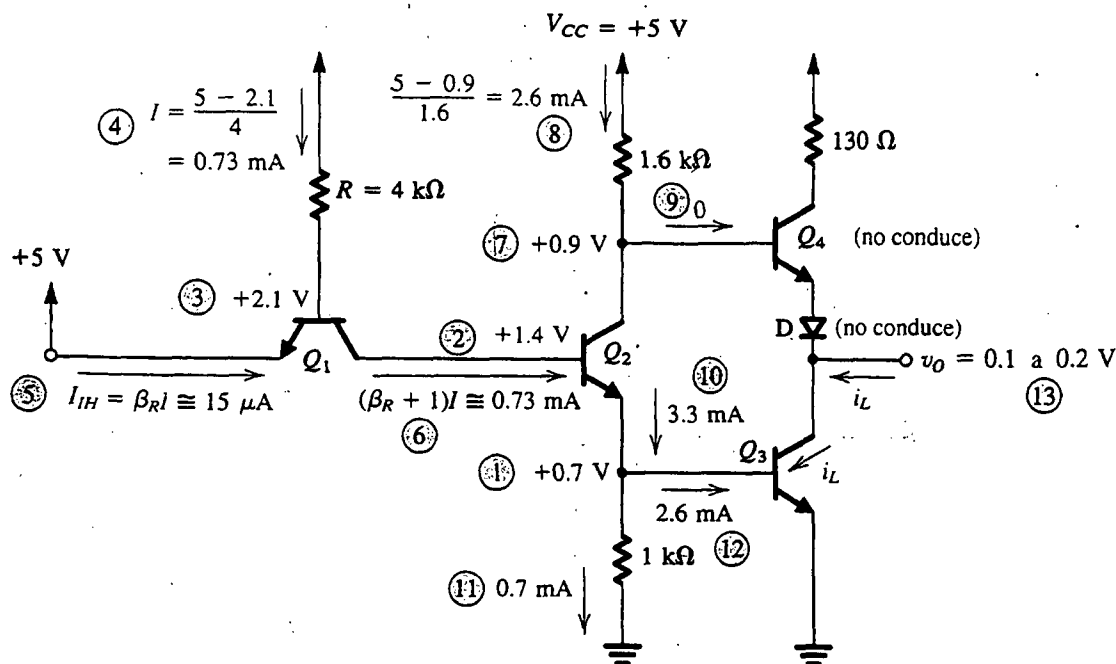 V_CC = +5 V
④ I = (5 − 2.1)/4
= 0.73 mA
(5 − 0.9)/1.6 = 2.6 mA
⑧
130 Ω
1.6 kΩ
R = 4 kΩ
⑨ 0
⑦ +0.9 V
Q4 (no conduce)
+5 V
③ +2.1 V
② +1.4 V
D (no conduce)
Q1
Q2
v_O = 0.1 a 0.2 V
⑬
⑤ I_IH = β_R I ≅ 15 μA
(β_R + 1)I ≅ 0.73 mA
⑥
⑩
3.3 mA
i_L
Q3
i_L
① +0.7 V
2.6 mA
⑫
1 kΩ
⑪ 0.7 mA